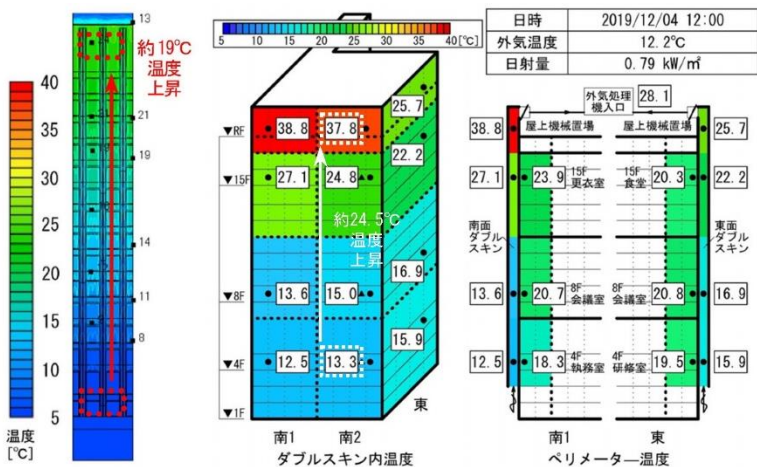 13
24
21
19
14
11
8
約19℃
温度
上昇
40
35
30
25
20
15
10
5
温度
[℃]
5 10 15 20 25 30 35 40[℃]
▼RF
▼15F
▼8F
▼4F
▼1F
38.8 37.8 25.7
27.1 24.8 22.2
約24.5℃
温度
上昇
13.6 15.0 16.9
12.5 13.3 15.9
南1 南2 東
ダブルスキン内温度
日時 2019/12/04 12:00
外気温度 12.2℃
日射量 0.79 kW/㎡
外気処理
機入口
28.1
38.8 屋上機械置場 屋上機械置場 25.7
27.1 23.9 15F
更衣室
15F
食堂
20.3 22.2
南面
ダブル
スキン
東面
ダブル
スキン
13.6 20.7 8F
会議室
8F
会議室
20.8 16.9
12.5 18.3 4F
執務室
4F
研修室
19.5 15.9
南1 東
ペリメーター温度